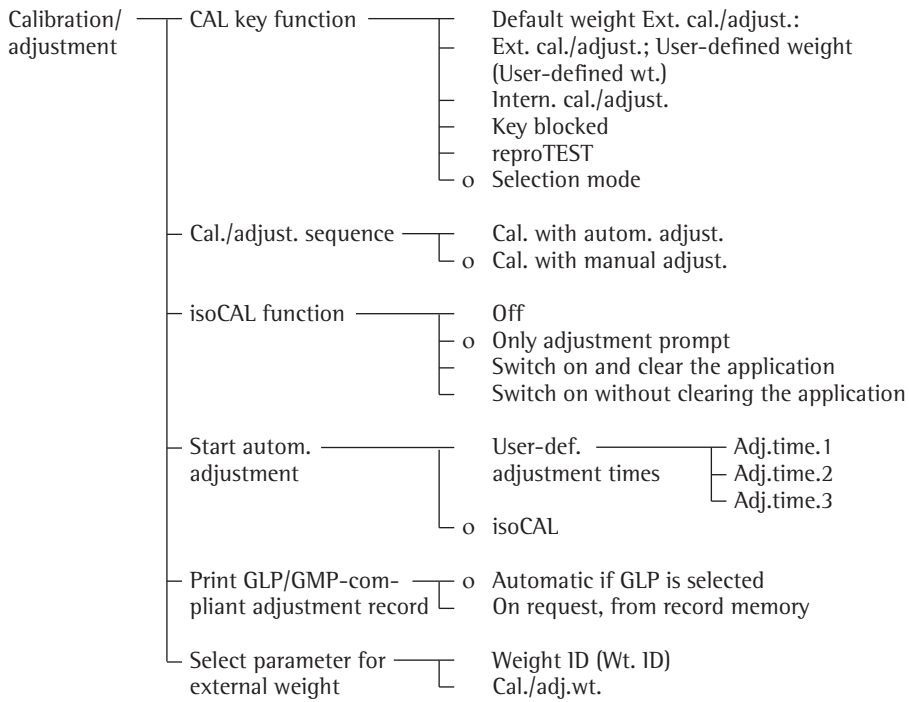 Calibration/ CAL key function Default weight Ext. cal./adjust.:
adjustment Ext. cal./adjust.; User-defined weight
(User-defined wt.)
Intern. cal./adjust.
Key blocked
reproTEST
o Selection mode
Cal./adjust. sequence Cal. with autom. adjust.
o Cal. with manual adjust.
isoCAL function Off
o Only adjustment prompt
Switch on and clear the application
Switch on without clearing the application
Start autom. User-def. Adj.time.1
adjustment adjustment times Adj.time.2
Adj.time.3
o isoCAL
Print GLP/GMP-com- o Automatic if GLP is selected
pliant adjustment record On request, from record memory
Select parameter for Weight ID (Wt. ID)
external weight Cal./adj.wt.